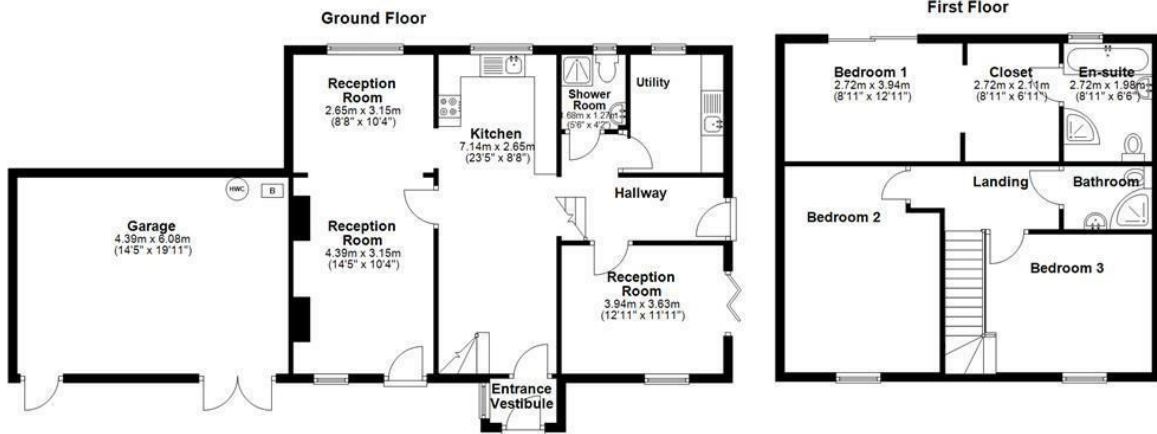 Ground Floor
Reception
Room
2.65m x 3.15m
(8'8" x 10'4")
Kitchen
7.14m x 2.65m
(23'5" x 8'8")
Shower
Room
1.68m x 1.27m
(5'6" x 4'2")
Utility
Hallway
HWC
B
Garage
4.39m x 6.08m
(14'5" x 19'11")
Reception
Room
4.39m x 3.15m
(14'5" x 10'4")
Reception
Room
3.94m x 3.63m
(12'11" x 11'11")
Entrance
Vestibule
First Floor
Bedroom 1
2.72m x 3.94m
(8'11" x 12'11")
Closet
2.72m x 2.11m
(8'11" x 6'11")
En-suite
2.72m x 1.98m
(8'11" x 6'6")
Landing
Bathroom
Bedroom 2
Bedroom 3